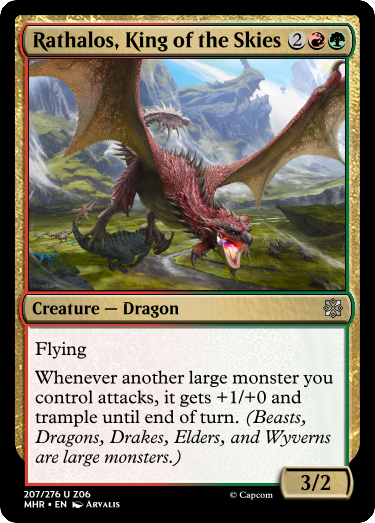 Rathalos, King of the Skies 2
Creature — Dragon
Flying
Whenever another large monster you
control attacks, it gets +1/+0 and
trample until end of turn. (Beasts,
Dragons, Drakes, Elders, and Wyverns
are large monsters.)
3/2
207/276 U Z06
MHR • EN Arvalis
© Capcom